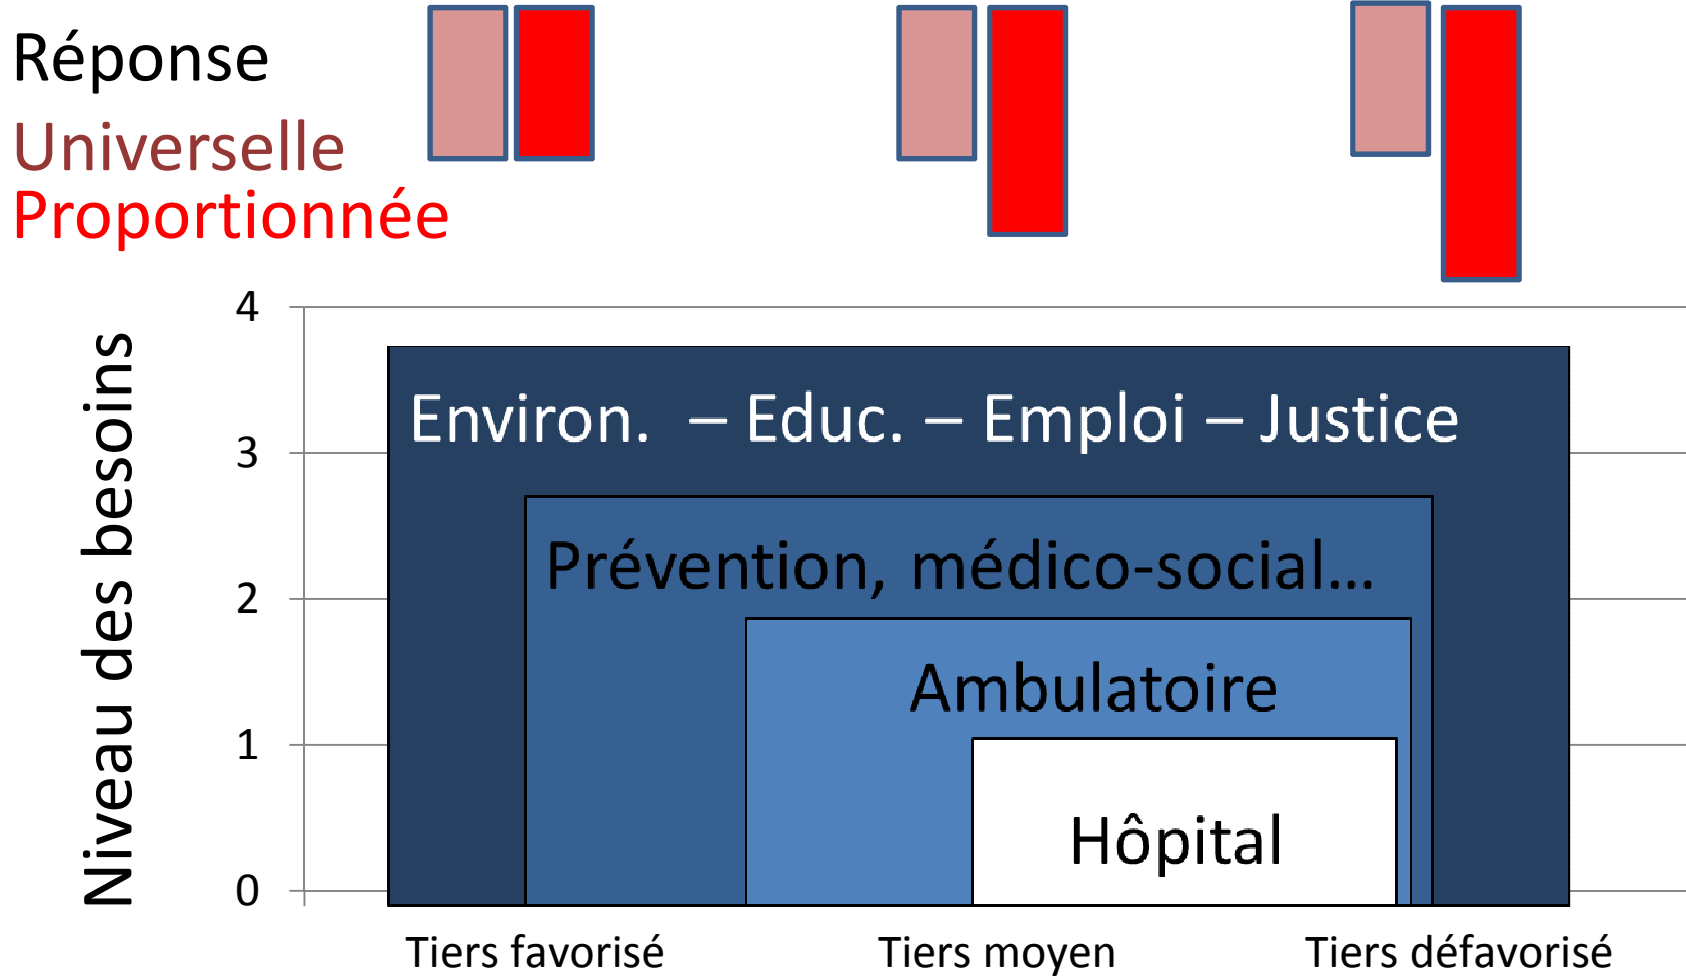 Réponse
Universelle
Proportionnée
Niveau des besoins
4
3
2
1
0
Environ. – Educ. – Emploi – Justice
Prévention, médico-social...
Ambulatoire
Hôpital
Tiers favorisé
Tiers moyen
Tiers défavorisé